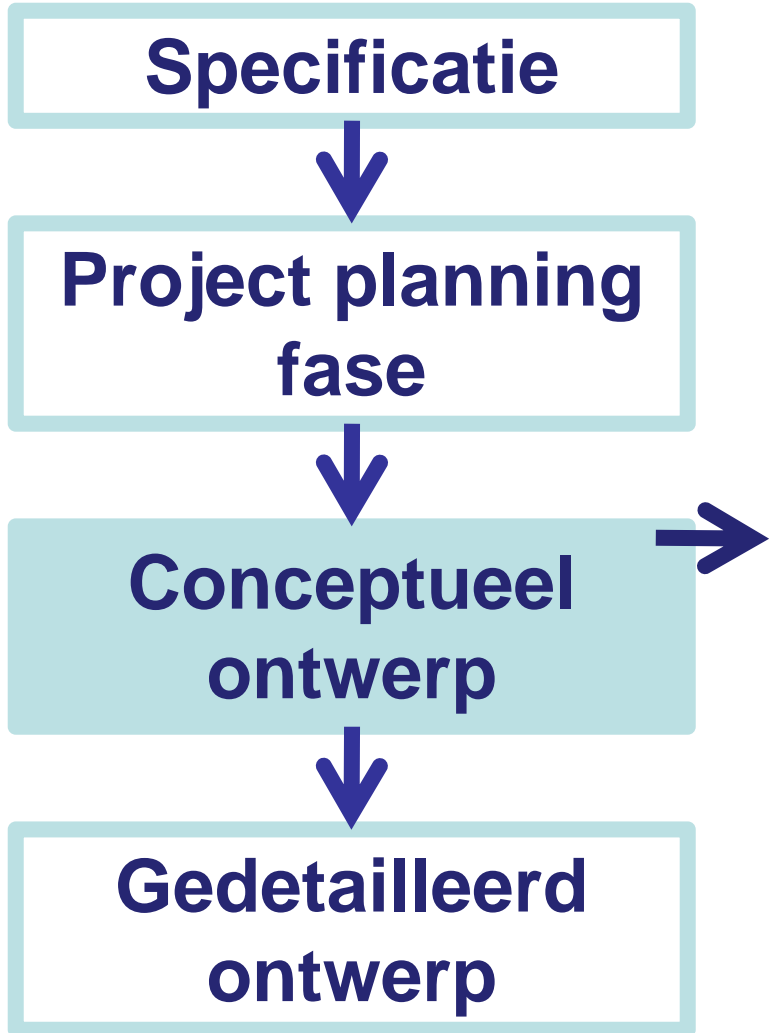 Specificatie
Project planning
fase
Conceptueel
ontwerp
Gedetailleerd
ontwerp